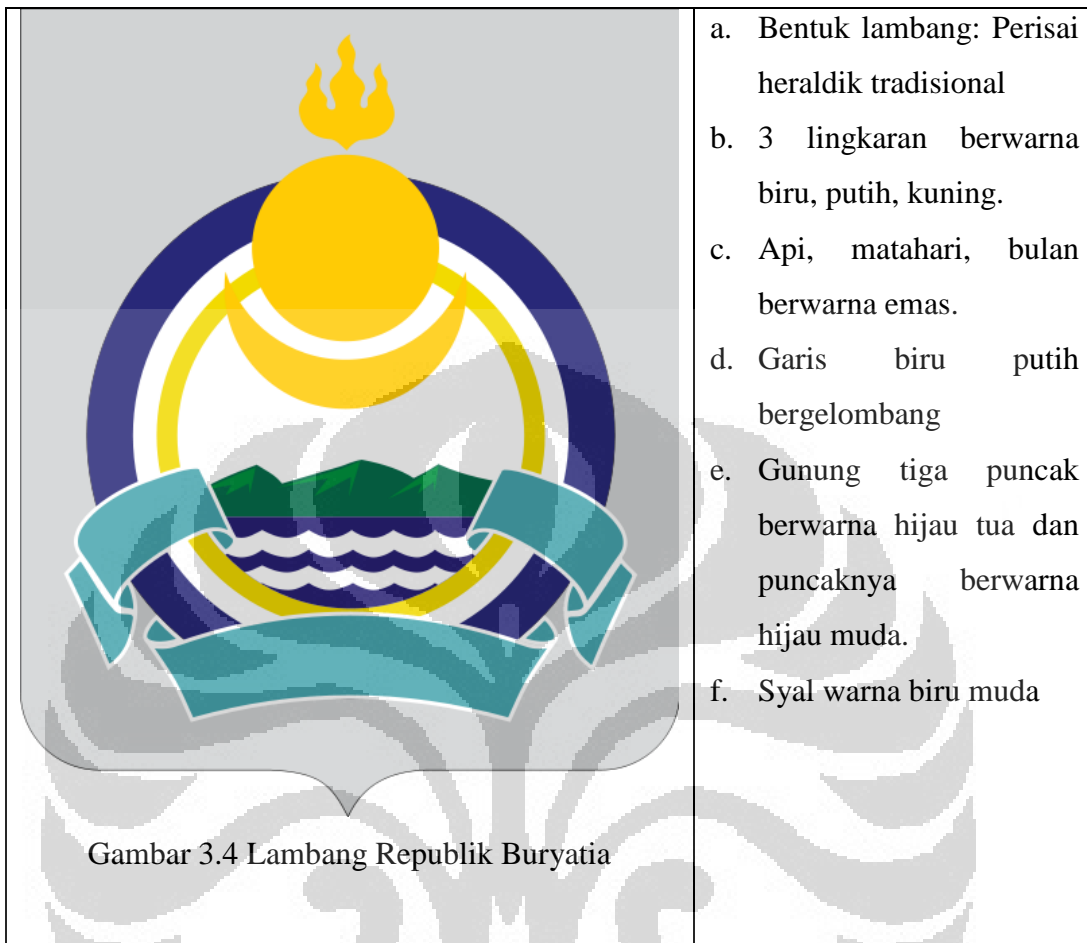 a. Bentuk lambang: Perisai
heraldik tradisional
b. 3 lingkaran berwarna
biru, putih, kuning.
c. Api, matahari, bulan
berwarna emas.
d. Garis biru putih
bergelombang
e. Gunung tiga puncak
berwarna hijau tua dan
puncaknya berwarna
hijau muda.
f. Syal warna biru muda
Gambar 3.4 Lambang Republik Buryatia